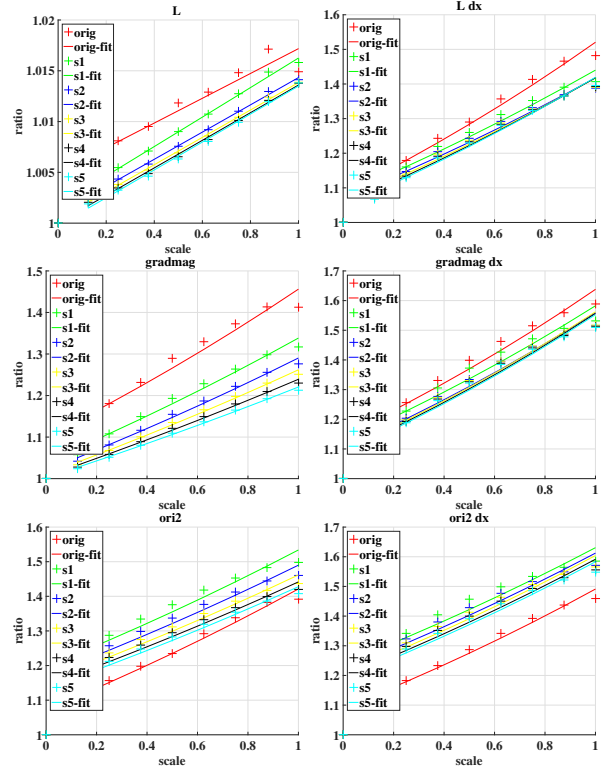 L
1.02
1.015
1.01
1.005
1
ratio
0 0.2 0.4 0.6 0.8 1
scale
orig
orig-fit
s1
s1-fit
s2
s2-fit
s3
s3-fit
s4
s4-fit
s5
s5-fit
L dx
1.6
1.5
1.4
1.3
1.2
1.1
1
ratio
0 0.2 0.4 0.6 0.8 1
scale
orig
orig-fit
s1
s1-fit
s2
s2-fit
s3
s3-fit
s4
s4-fit
s5
s5-fit
gradmag
1.5
1.4
1.3
1.2
1.1
1
ratio
0 0.2 0.4 0.6 0.8 1
scale
orig
orig-fit
s1
s1-fit
s2
s2-fit
s3
s3-fit
s4
s4-fit
s5
s5-fit
gradmag dx
1.7
1.6
1.5
1.4
1.3
1.2
1.1
1
ratio
0 0.2 0.4 0.6 0.8 1
scale
orig
orig-fit
s1
s1-fit
s2
s2-fit
s3
s3-fit
s4
s4-fit
s5
s5-fit
ori2
1.6
1.5
1.4
1.3
1.2
1.1
1
ratio
0 0.2 0.4 0.6 0.8 1
scale
orig
orig-fit
s1
s1-fit
s2
s2-fit
s3
s3-fit
s4
s4-fit
s5
s5-fit
ori2 dx
1.7
1.6
1.5
1.4
1.3
1.2
1.1
1
ratio
0 0.2 0.4 0.6 0.8 1
scale
orig
orig-fit
s1
s1-fit
s2
s2-fit
s3
s3-fit
s4
s4-fit
s5
s5-fit